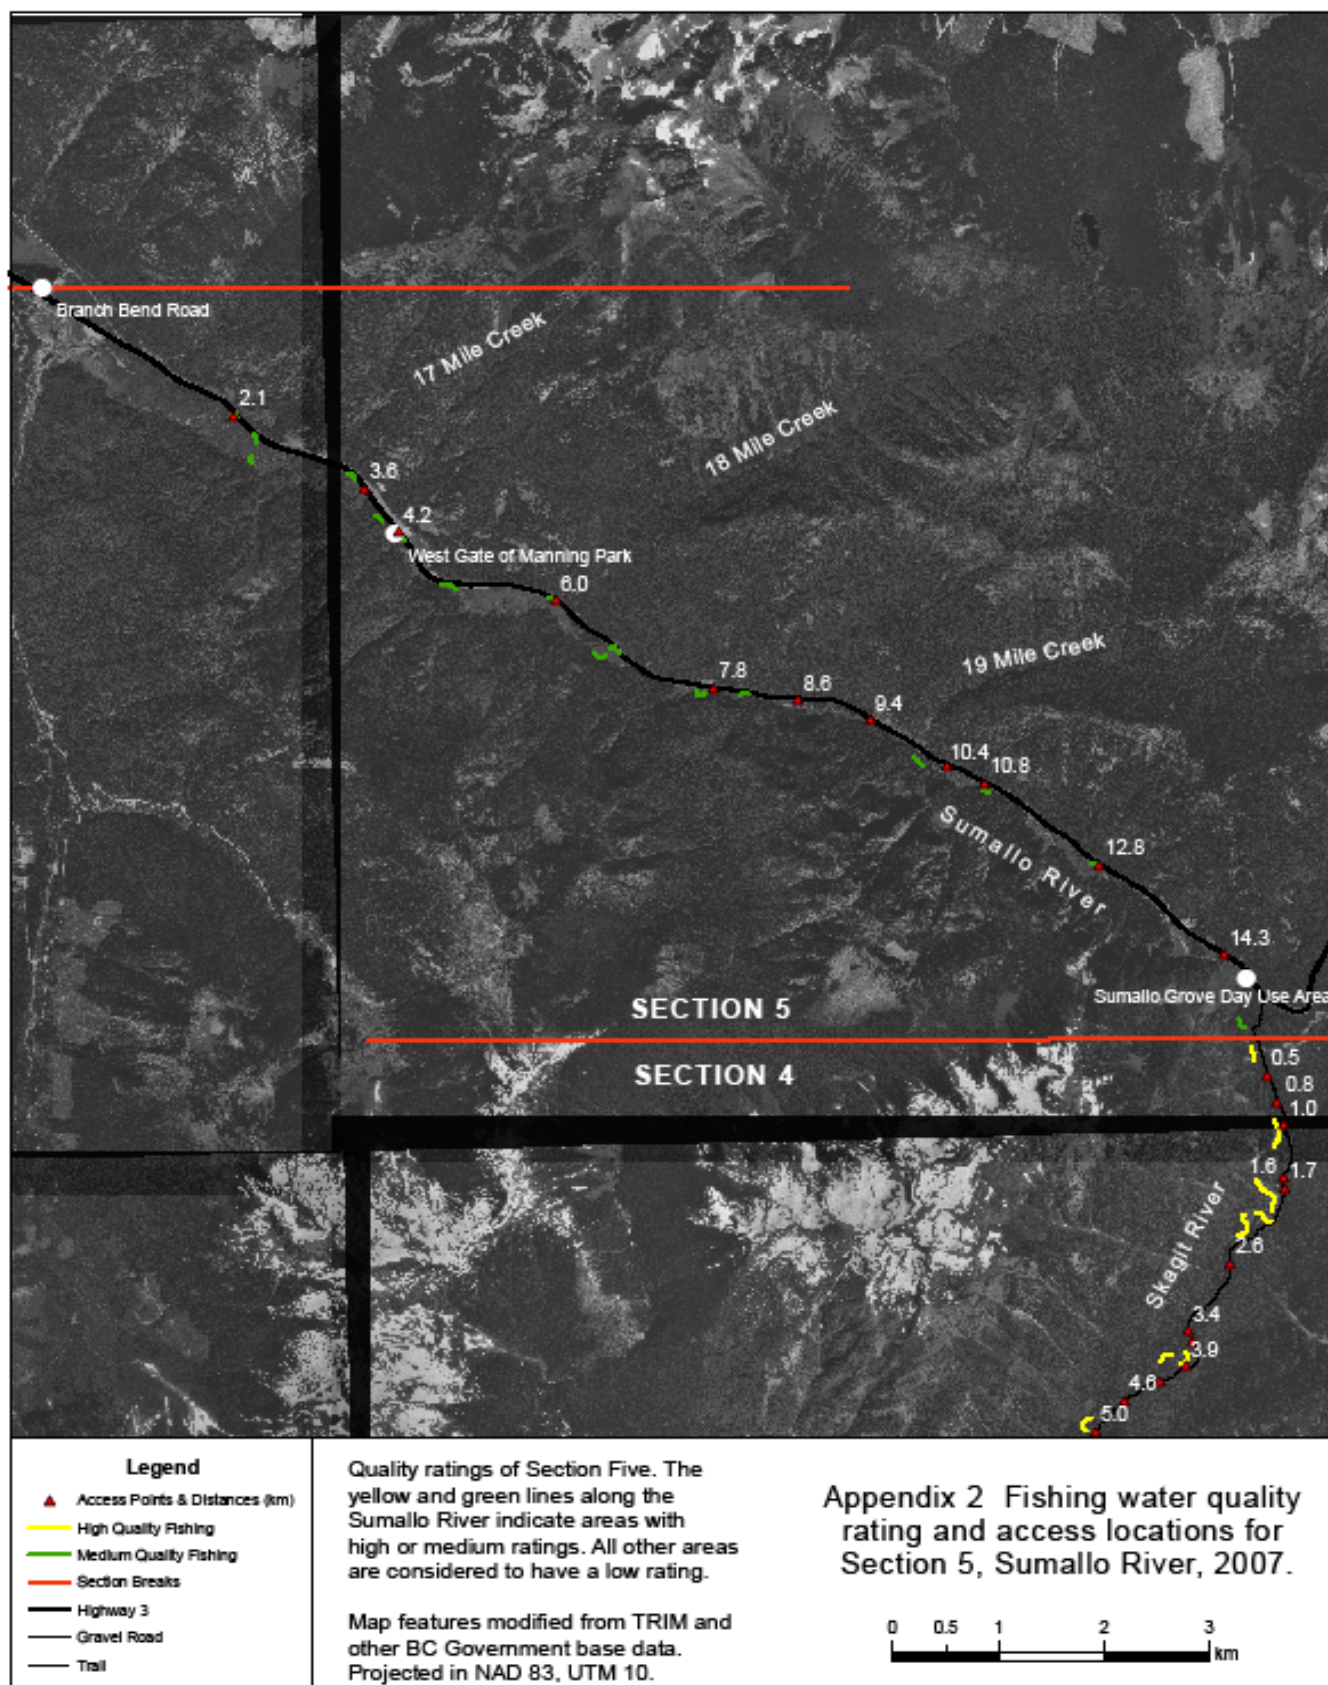 Branch Bend Road
17 Mile Creek
2.1
18 Mile Creek
3.6
4.2
West Gate of Manning Park
6.0
19 Mile Creek
7.8
8.6
9.4
10.4
10.8
Sumallo River
12.8
14.3
Sumallo Grove Day Use Area
SECTION 5
SECTION 4
0.5
0.8
1.0
1.6
1.7
Skagit River
2.6
3.4
3.9
4.6
5.0
Legend
Access Points & Distances (km)
High Quality Fishing
Medium Quality Fishing
Section Breaks
Highway 3
Gravel Road
Trail
Quality ratings of Section Five. The
yellow and green lines along the
Sumallo River indicate areas with
high or medium ratings. All other areas
are considered to have a low rating.
Map features modified from TRIM and
other BC Government base data.
Projected in NAD 83, UTM 10.
Appendix 2 Fishing water quality
rating and access locations for
Section 5, Sumallo River, 2007.
0 0.5 1 2 3
km